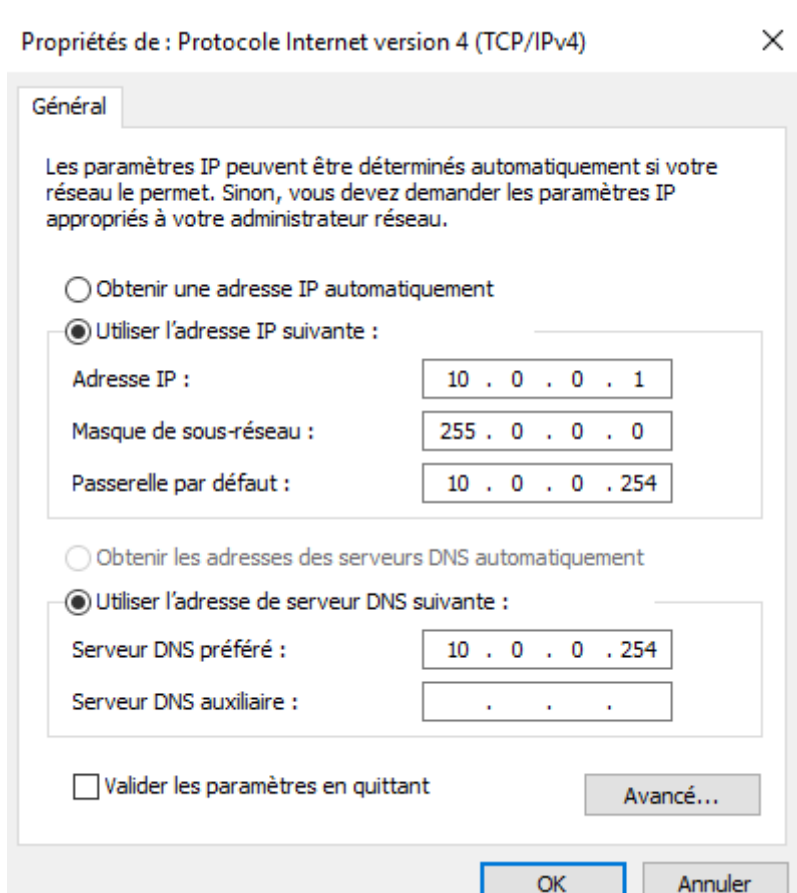 Propriétés de : Protocole Internet version 4 (TCP/IPv4)
Général
Les paramètres IP peuvent être déterminés automatiquement si votre
réseau le permet. Sinon, vous devez demander les paramètres IP
appropriés à votre administrateur réseau.
Obtenir une adresse IP automatiquement
Utiliser l'adresse IP suivante :
Adresse IP : 10 . 0 . 0 . 1
Masque de sous-réseau : 255 . 0 . 0 . 0
Passerelle par défaut : 10 . 0 . 0 . 254
Obtenir les adresses des serveurs DNS automatiquement
Utiliser l'adresse de serveur DNS suivante :
Serveur DNS préféré : 10 . 0 . 0 . 254
Serveur DNS auxiliaire : . . .
Valider les paramètres en quittant
Avancé...
OK Annuler